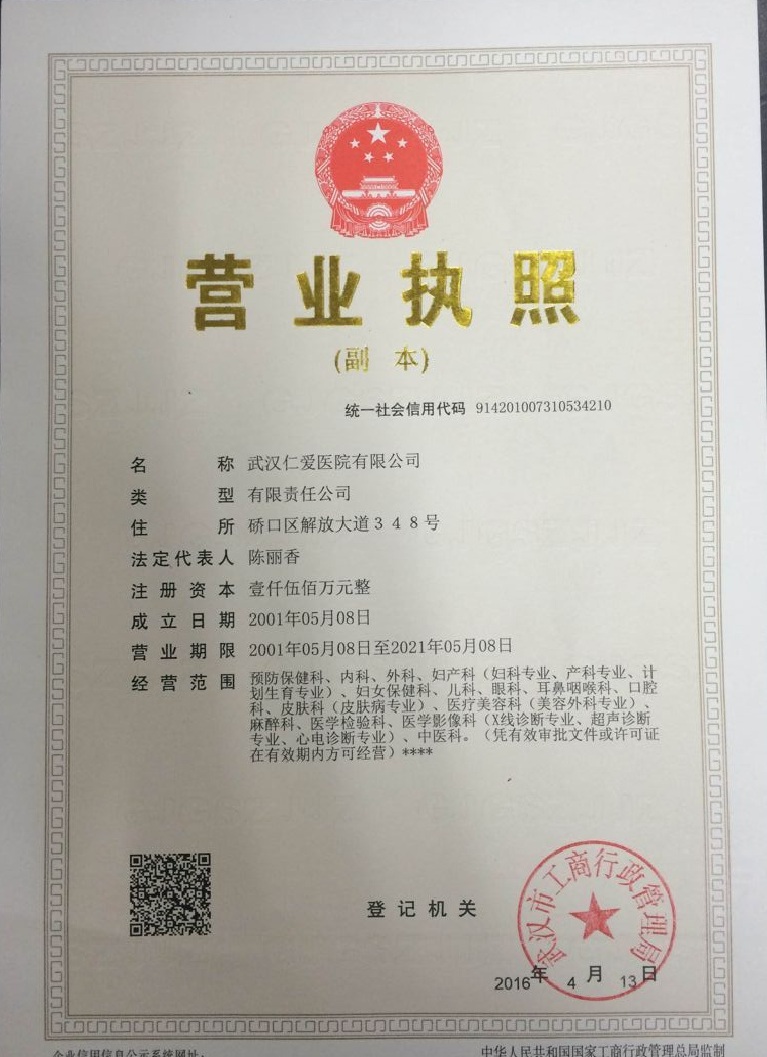 营业执照
(副 本)
统一社会信用代码 914201007310534210
名 称 武汉仁爱医院有限公司
类 型 有限责任公司
住 所 硚口区解放大道３４８号
法定代表人 陈丽香
注 册 资 本 壹仟伍佰万元整
成 立 日 期 2001年05月08日
营 业 期 限 2001年05月08日至2021年05月08日
经 营 范 围 预防保健科、内科、外科、妇产科（妇科专业、产科专业、计
划生育专业）、妇女保健科、儿科、眼科、耳鼻咽喉科、口腔
科、皮肤科（皮肤病专业）、医疗美容科（美容外科专业）、
麻醉科、医学检验科、医学影像科（X线诊断专业、超声诊断
专业、心电诊断专业）、中医科。（凭有效审批文件或许可证
在有效期内方可经营）****
登 记 机 关
武汉市工商行政管理局
2016年 4 月 13日
企业信用信息公示系统网址：
中华人民共和国国家工商行政管理总局监制